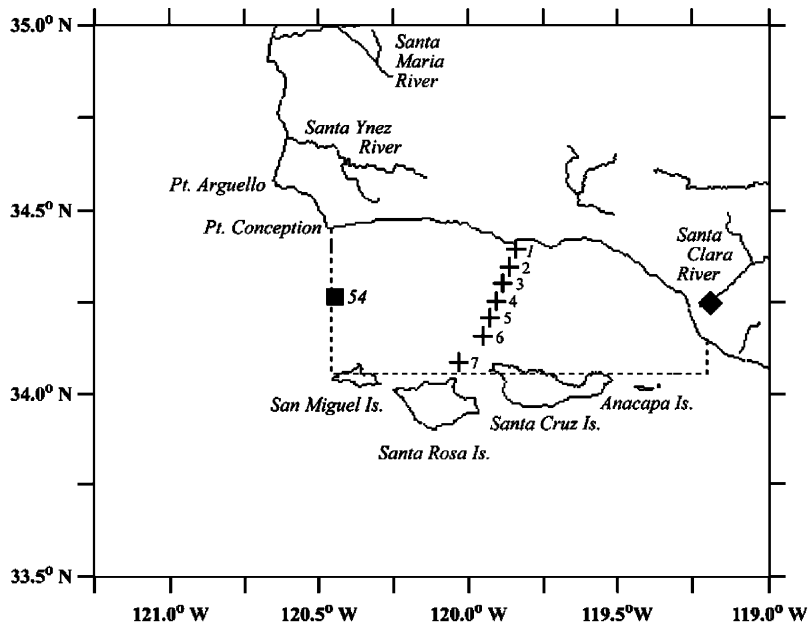 35.0° N
Santa
Maria
River
Santa Ynez
River
Pt. Arguello
34.5° N
Pt. Conception
Santa
Clara
River
1
2
3
54
4
5
6
7
34.0° N
San Miguel Is.
Anacapa Is.
Santa Cruz Is.
Santa Rosa Is.
33.5° N
121.0° W
120.5° W
120.0° W
119.5° W
119.0° W